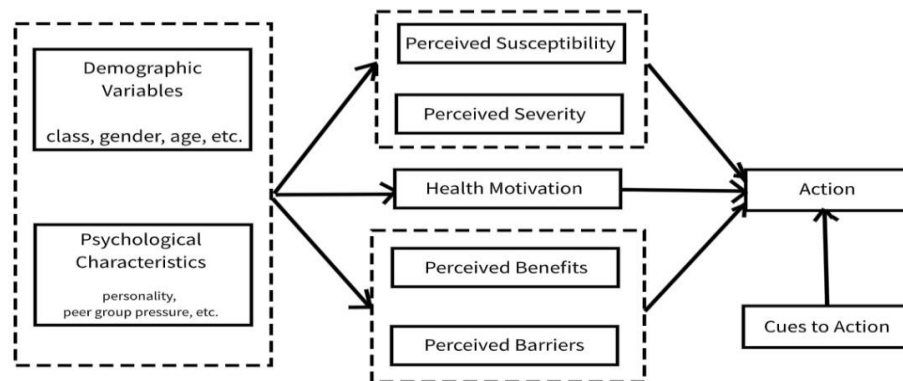 Demographic
Variables
class, gender, age, etc.
Psychological
Characteristics
personality,
peer group pressure, etc.
Perceived Susceptibility
Perceived Severity
Health Motivation
Perceived Benefits
Perceived Barriers
Action
Cues to Action